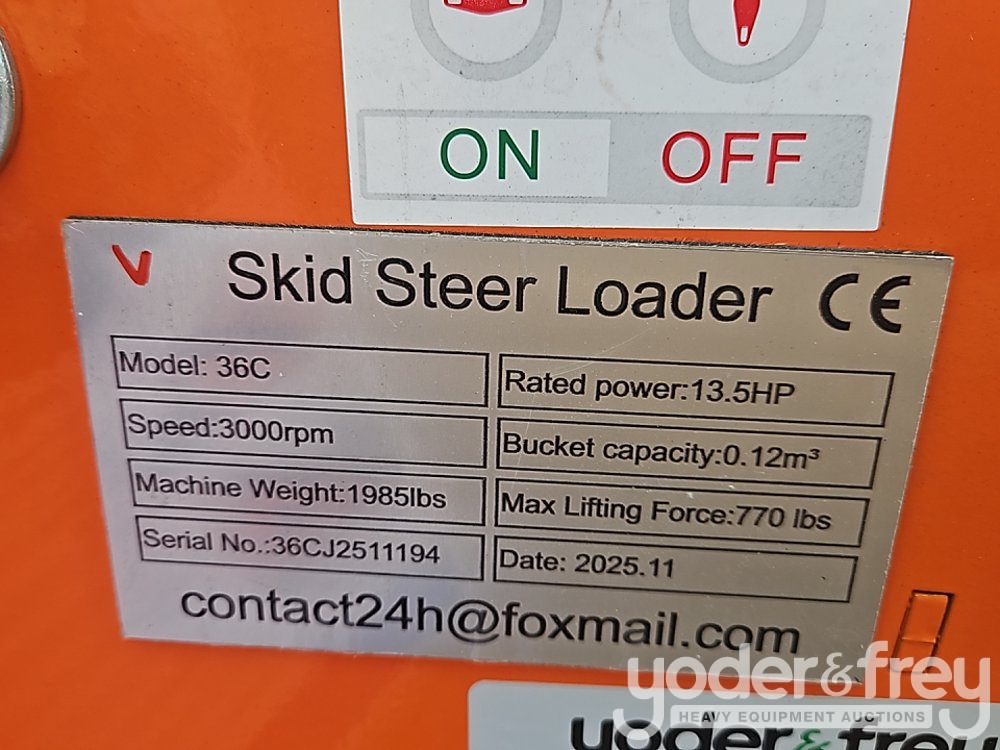 ON OFF
Skid Steer Loader CE
Model: 36C
Rated power:13.5HP
Speed:3000rpm
Bucket capacity:0.12m³
Machine Weight:1985lbs
Max Lifting Force:770 lbs
Serial No.:36CJ2511194
Date: 2025.11
contact24h@foxmail.com
yoder&frey
HEAVY EQUIPMENT AUCTIONS
yoder&frey